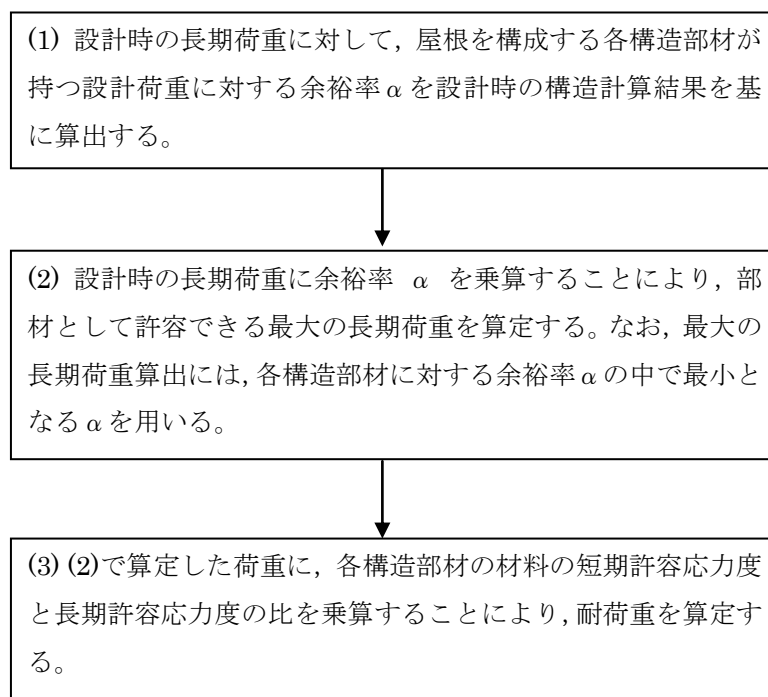 (1) 設計時の長期荷重に対して, 屋根を構成する各構造部材が
持つ設計荷重に対する余裕率αを設計時の構造計算結果を基
に算出する。
(2) 設計時の長期荷重に余裕率 α を乗算することにより, 部
材として許容できる最大の長期荷重を算定する。なお, 最大の
長期荷重算出には, 各構造部材に対する余裕率αの中で最小と
なるαを用いる。
(3) (2)で算定した荷重に, 各構造部材の材料の短期許容応力度
と長期許容応力度の比を乗算することにより, 耐荷重を算定す
る。